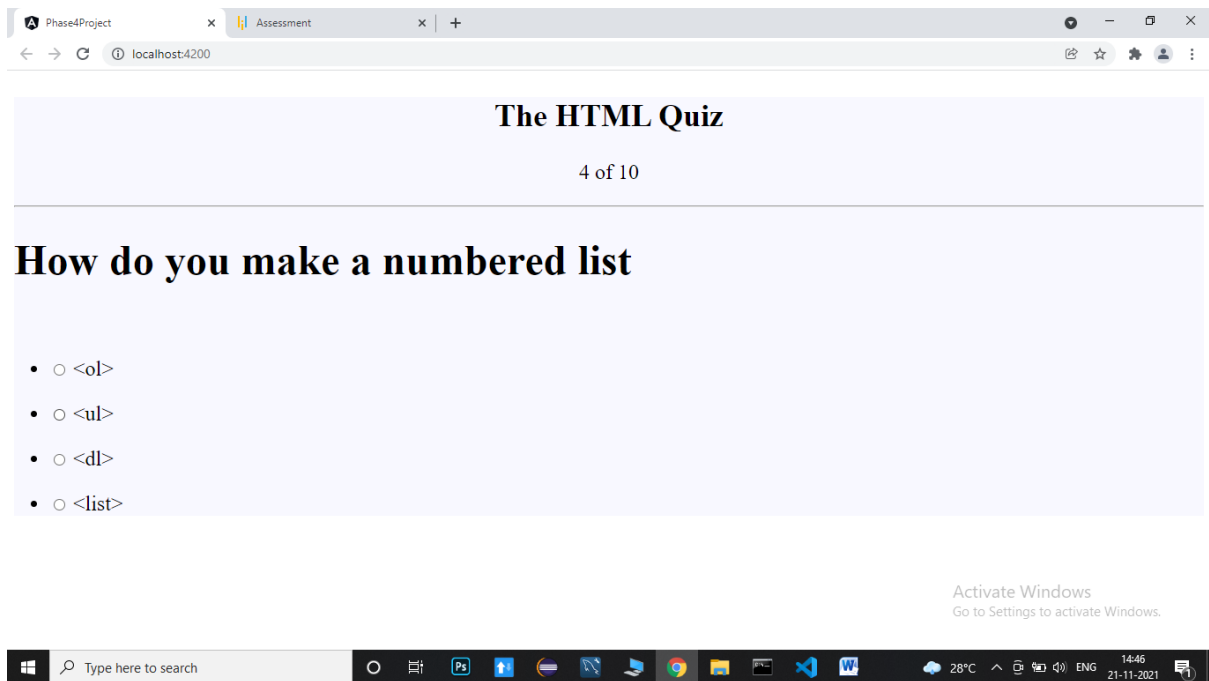 Phase4Project
Assessment
localhost:4200
The HTML Quiz
4 of 10
How do you make a numbered list
<ol>
<ul>
<dl>
<list>
Activate Windows
Go to Settings to activate Windows.
Type here to search
Ps
W
28°C
ENG
14:46
21-11-2021
1